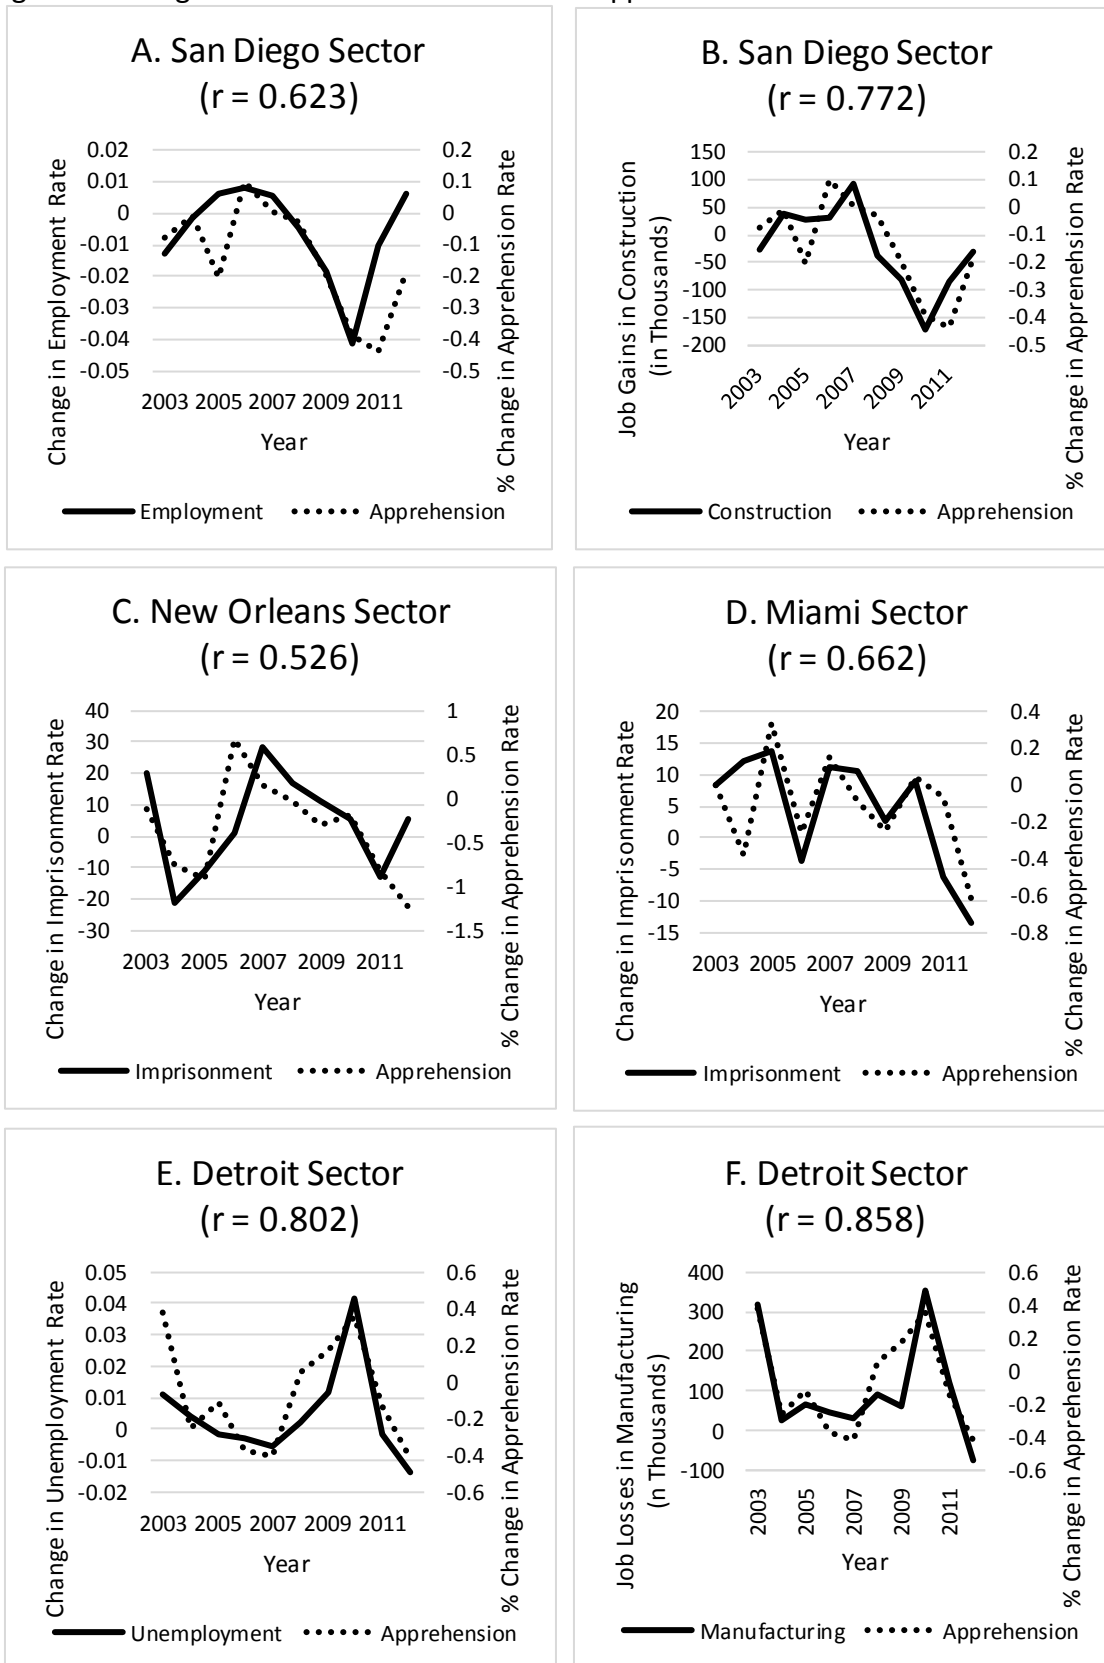 A. San Diego Sector
(r = 0.623)
Change in Employment Rate
0.02
0.01
0
-0.01
-0.02
-0.03
-0.04
-0.05
0.2
0.1
0
-0.1
-0.2
-0.3
-0.4
-0.5
% Change in Apprehension Rate
2003 2005 2007 2009 2011
Year
Employment Apprehension
B. San Diego Sector
(r = 0.772)
Job Gains in Construction
(in Thousands)
150
100
50
0
-50
-100
-150
-200
0.2
0.1
0
-0.1
-0.2
-0.3
-0.4
-0.5
% Change in Apprenehsion Rate
2003 2005 2007 2009 2011
Year
Construction Apprehension
C. New Orleans Sector
(r = 0.526)
Change in Imprisonment Rate
40
30
20
10
0
-10
-20
-30
1
0.5
0
-0.5
-1
-1.5
% Change in Apprehension Rate
2003 2005 2007 2009 2011
Year
Imprisonment Apprehension
D. Miami Sector
(r = 0.662)
Change in Imprisonment Rate
20
15
10
5
0
-5
-10
-15
0.4
0.2
0
-0.2
-0.4
-0.6
-0.8
% Change in Apprehension Rate
2003 2005 2007 2009 2011
Year
Imprisonment Apprehension
E. Detroit Sector
(r = 0.802)
Change in Unemployment Rate
0.05
0.04
0.03
0.02
0.01
0
-0.01
-0.02
0.6
0.4
0.2
0
-0.2
-0.4
-0.6
% Change in Apprehension Rate
2003 2005 2007 2009 2011
Year
Unemployment Apprehension
F. Detroit Sector
(r = 0.858)
Job Losses in Manufacturing
(n Thousands)
400
300
200
100
0
-100
0.6
0.4
0.2
0
-0.2
-0.4
-0.6
% Change in Apprehension Rate
2003 2005 2007 2009 2011
Year
Manufacturing Apprehension